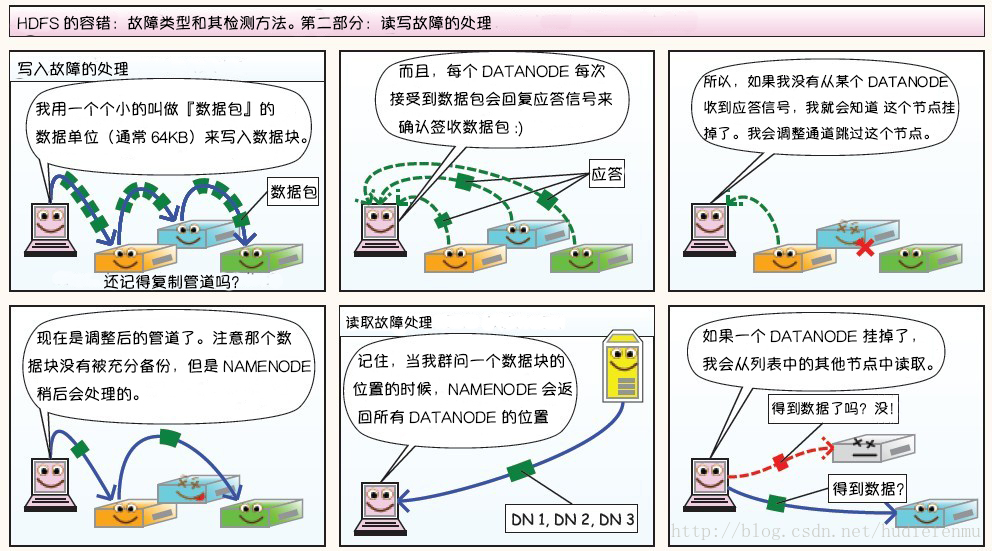 HDFS 的容错：故障类型和其检测方法。第二部分：读写故障的处理
写入故障的处理
我用一个个小的叫做『数据包』的
数据单位（通常 64KB）来写入数据块。
数据包
还记得复制管道吗？
而且，每个 DATANODE 每次
接受到数据包会回复应答信号来
确认签收数据包 :)
应答
所以，如果我没有从某个 DATANODE
收到应答信号，我就会知道 这个节点挂
掉了。我会调整通道跳过这个节点。
现在是调整后的管道了。注意那个数
据块没有被充分备份，但是 NAMENODE
稍后会处理的。
读取故障处理
记住，当我群问一个数据块的
位置的时候，NAMENODE 会返
回所有 DATANODE 的位置
DN 1, DN 2, DN 3
如果一个 DATANODE 挂掉了，
我会从列表中的其他节点中读取。
得到数据了吗？没！
得到数据？
http://blog.csdn.net/hudiefenmu